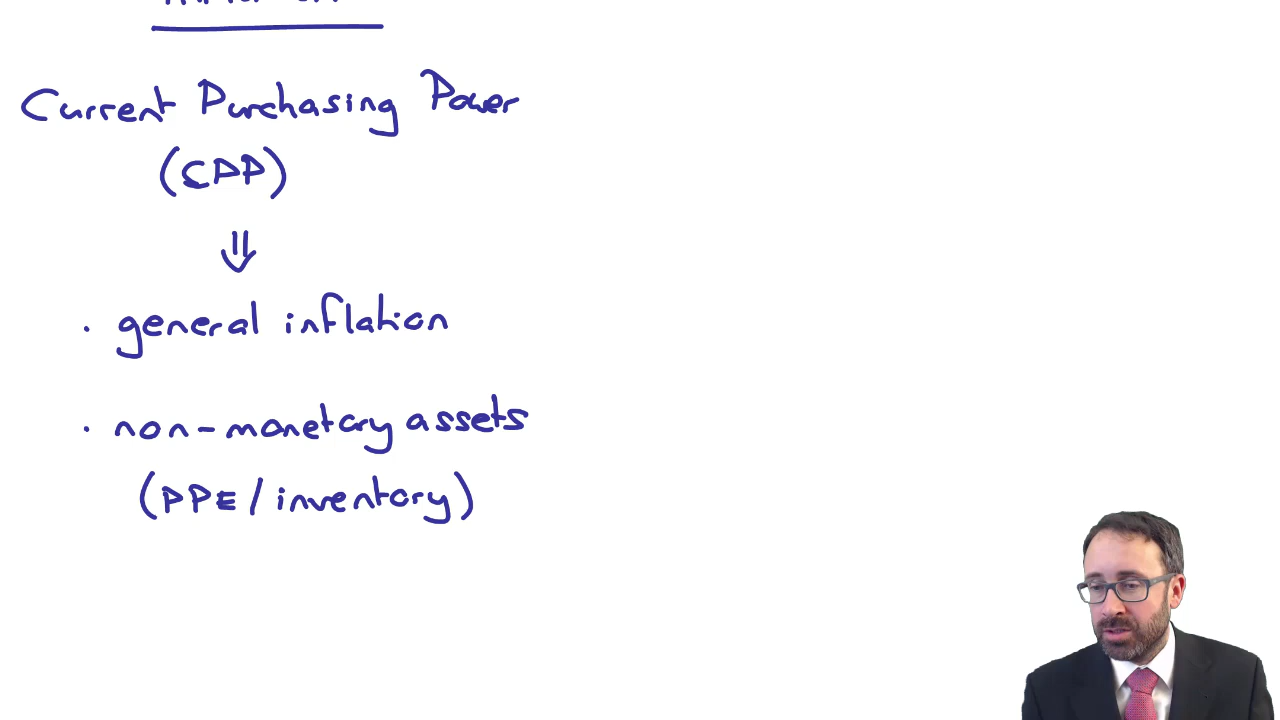 Current Purchasing Power
(CPP)
⇓
· general inflation
· non-monetary assets
(PPE/inventory)